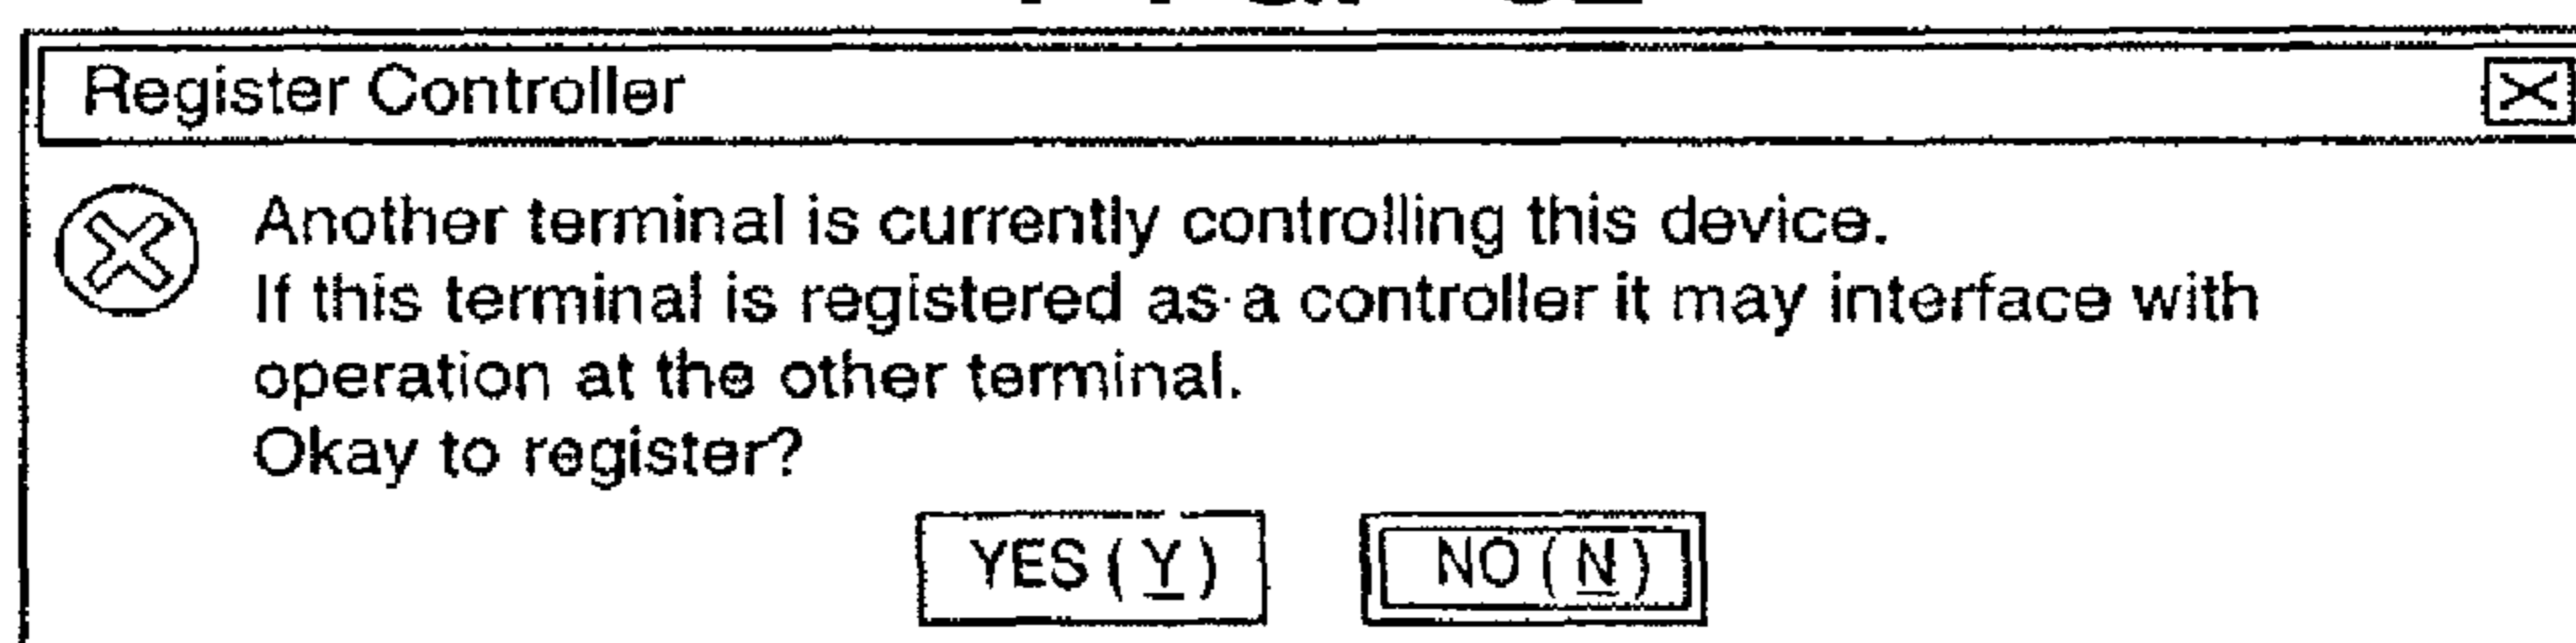 Register Controller
Another terminal is currently controlling this device.
If this terminal is registered as a controller it may interface with
operation at the other terminal.
Okay to register?
YES (Y) NO (N)